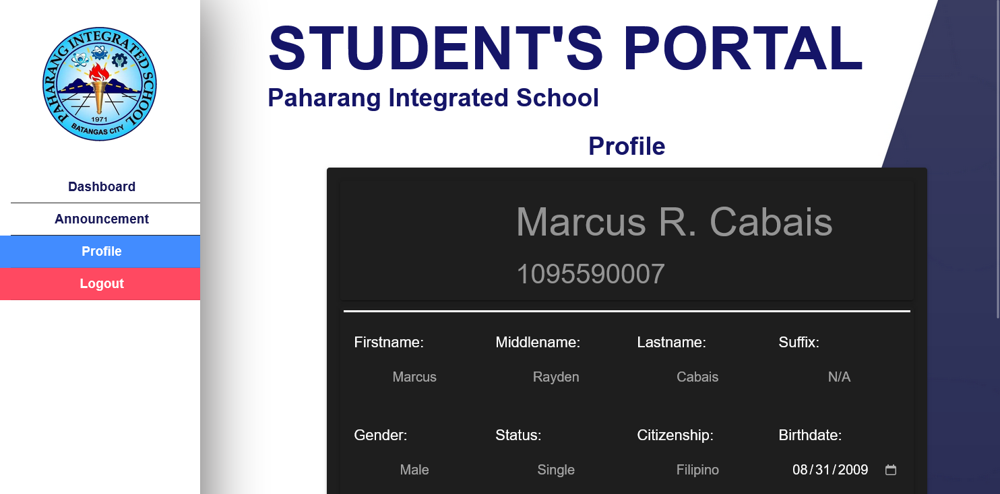 PAHARANG INTEGRATED SCHOOL
1971
BATANGAS CITY
Dashboard
Announcement
Profile
Logout
STUDENT'S PORTAL
Paharang Integrated School
Profile
Marcus R. Cabais
1095590007
Firstname: Middlename: Lastname: Suffix:
Marcus Rayden Cabais N/A
Gender: Status: Citizenship: Birthdate:
Male Single Filipino 08/31/2009